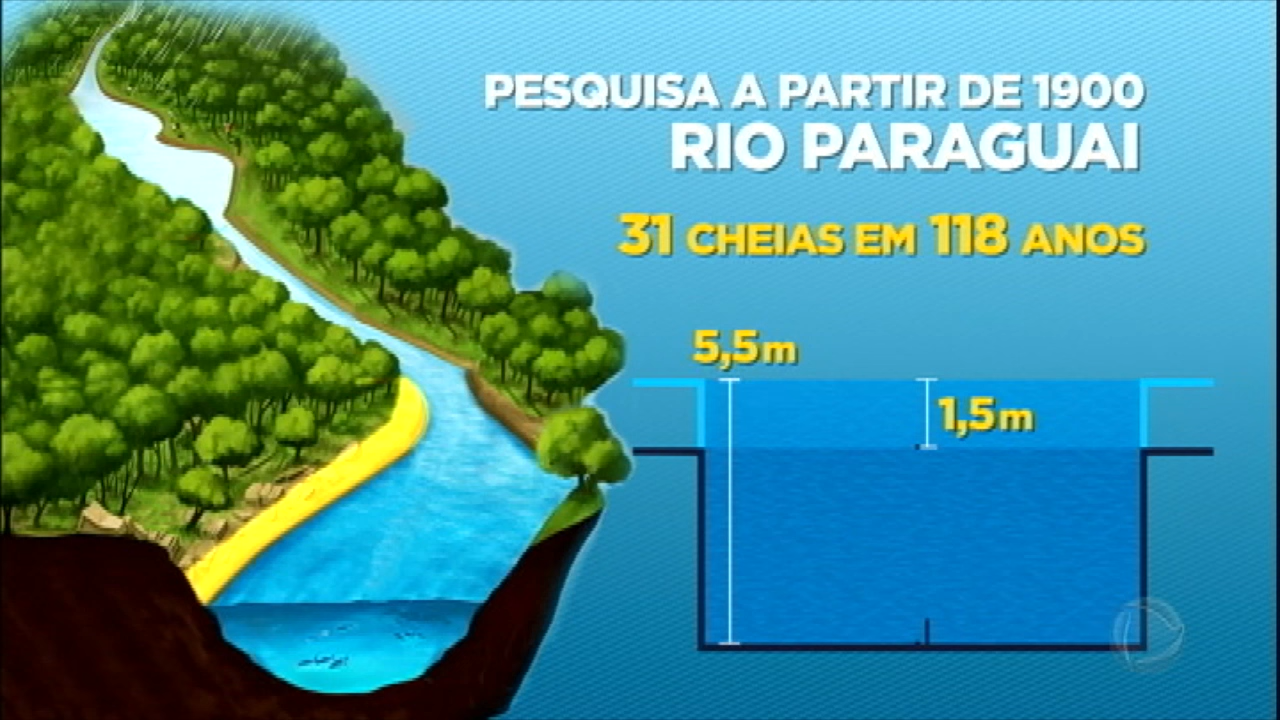 PESQUISA A PARTIR DE 1900
RIO PARAGUAI
31 CHEIAS EM 118 ANOS
5,5m
1,5m